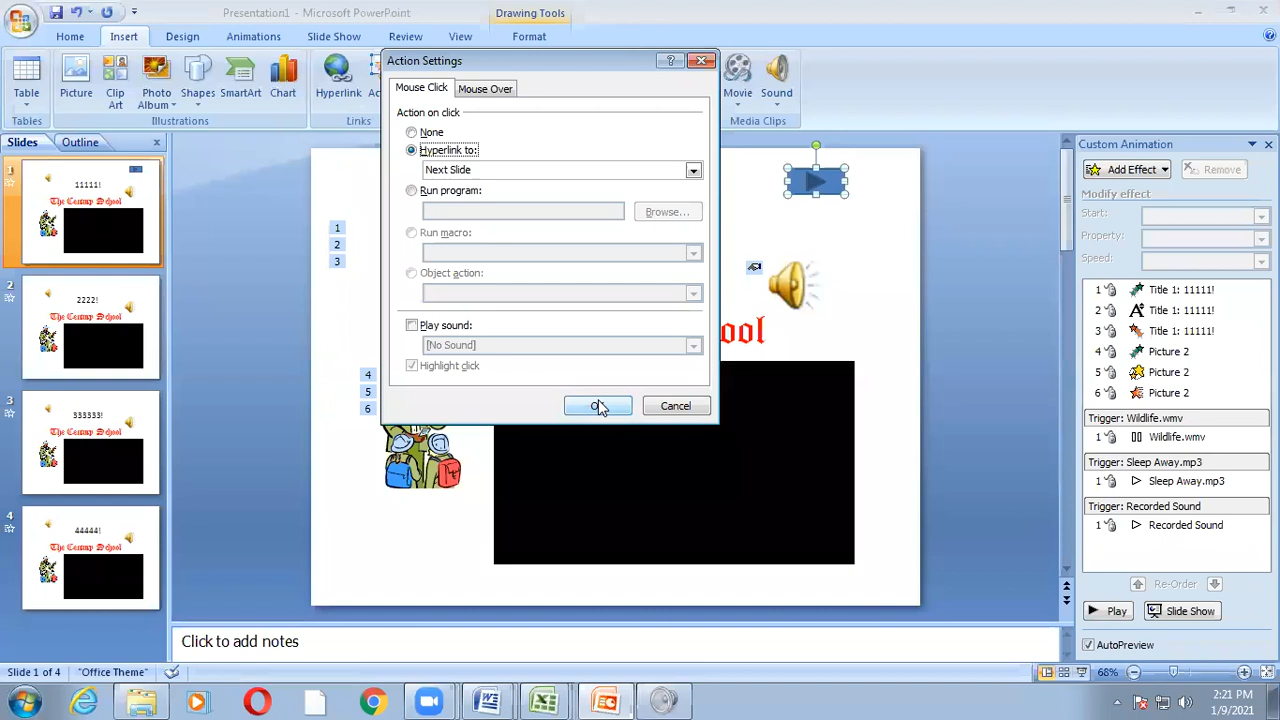 Presentation1 - Microsoft PowerPoint
Drawing Tools
Home
Insert
Design
Animations
Slide Show
Review
View
Format
Table
Picture
Clip
Art
Photo
Album
Shapes
SmartArt
Chart
Hyperlink
Movie
Sound
Tables
Illustrations
Links
Media Clips
Action Settings
Mouse Click
Mouse Over
Action on click
None
Hyperlink to:
Next Slide
Run program:
Browse...
Run macro:
Object action:
Play sound:
[No Sound]
Highlight click
Cancel
Slides
Outline
1
11111!
The Cenmy School
2
2222!
The Cenmy School
3
333333!
The Cenmy School
4
44444!
The Cenmy School
1
2
3
4
5
6
ool
Custom Animation
Add Effect
Remove
Modify effect
Start:
Property:
Speed:
1 Title 1: 11111!
2 Title 1: 11111!
3 Title 1: 11111!
4 Picture 2
5 Picture 2
6 Picture 2
Trigger: Wildlife.wmv
1 Wildlife.wmv
Trigger: Sleep Away.mp3
1 Sleep Away.mp3
Trigger: Recorded Sound
1 Recorded Sound
Re-Order
Play
Slide Show
AutoPreview
Click to add notes
Slide 1 of 4
"Office Theme"
68%
2:21 PM
1/9/2021